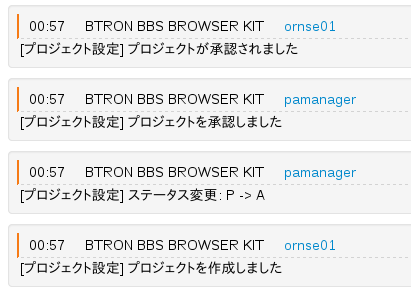 00:57 BTRON BBS BROWSER KIT ornse01
[プロジェクト設定] プロジェクトが承認されました
00:57 BTRON BBS BROWSER KIT pamanager
[プロジェクト設定] プロジェクトを承認しました
00:57 BTRON BBS BROWSER KIT pamanager
[プロジェクト設定] ステータス変更: P -> A
00:57 BTRON BBS BROWSER KIT ornse01
[プロジェクト設定] プロジェクトを作成しました